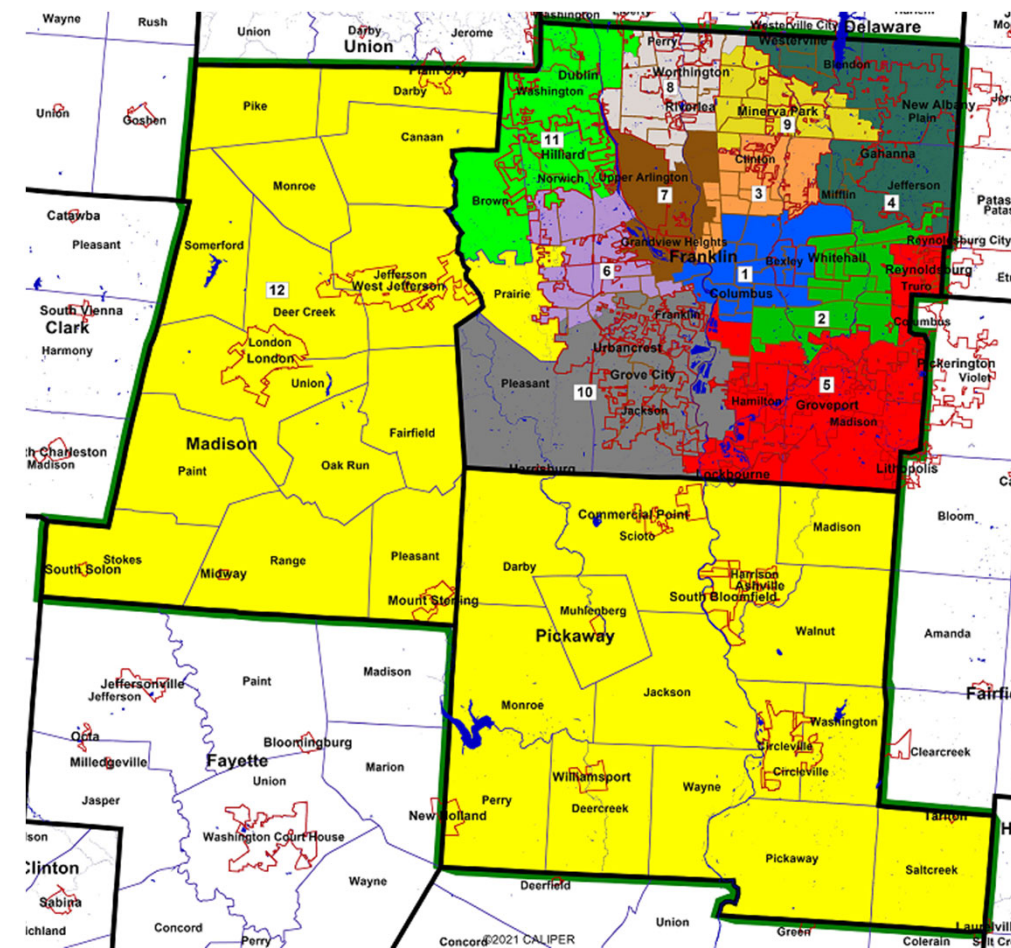 Wayne
Rush
Union
Darby
Jerome
Union
Westerville City
Delaware
Westerville
Perry
Dublin
Worthington
Blendon
Plain City
Darby
Washington
8
Riverlea
New Albany
Plain
Union
Goshen
Pike
Minerva Park
9
Canaan
11
Hilliard
Clinton
Gahanna
Monroe
Norwich
Upper Arlington
Mifflin
Jefferson
7
3
4
Brown
Catawba
Pleasant
Somerford
Grandview Heights
Franklin
Bexley
Whitehall
Reynoldsburg City
Jefferson
West Jefferson
6
1
Reynoldsburg
Truro
12
Prairie
Columbus
South Vienna
Clark
Deer Creek
Franklin
2
Columbus
Harmony
London
London
Urbancrest
Pickerington
Violet
Union
Pleasant
10
Grove City
5
Jackson
Hamilton
Groveport
Madison
Fairfield
Madison
Madison
Paint
Oak Run
Harrisburg
Lockbourne
Lithopolis
Commercial Point
Scioto
Madison
Bloom
South Solon
Stokes
Midway
Range
Pleasant
Darby
Harrison
Ashville
South Bloomfield
Mount Sterling
Muhlenberg
Pickaway
Walnut
Amanda
Jeffersonville
Jefferson
Paint
Madison
Monroe
Jackson
Washington
Octa
Milledgeville
Bloomingburg
Fayette
Union
Marion
Circleville
Circleville
Clearcreek
Jasper
Williamsport
Deercreek
Wayne
Perry
New Holland
Washington Court House
Tarlton
Clinton
Sabina
Wayne
Pickaway
Saltcreek
Deerfield
Concord
Perry
Union
Green
Concord
©2021 CALIPER
Colerain